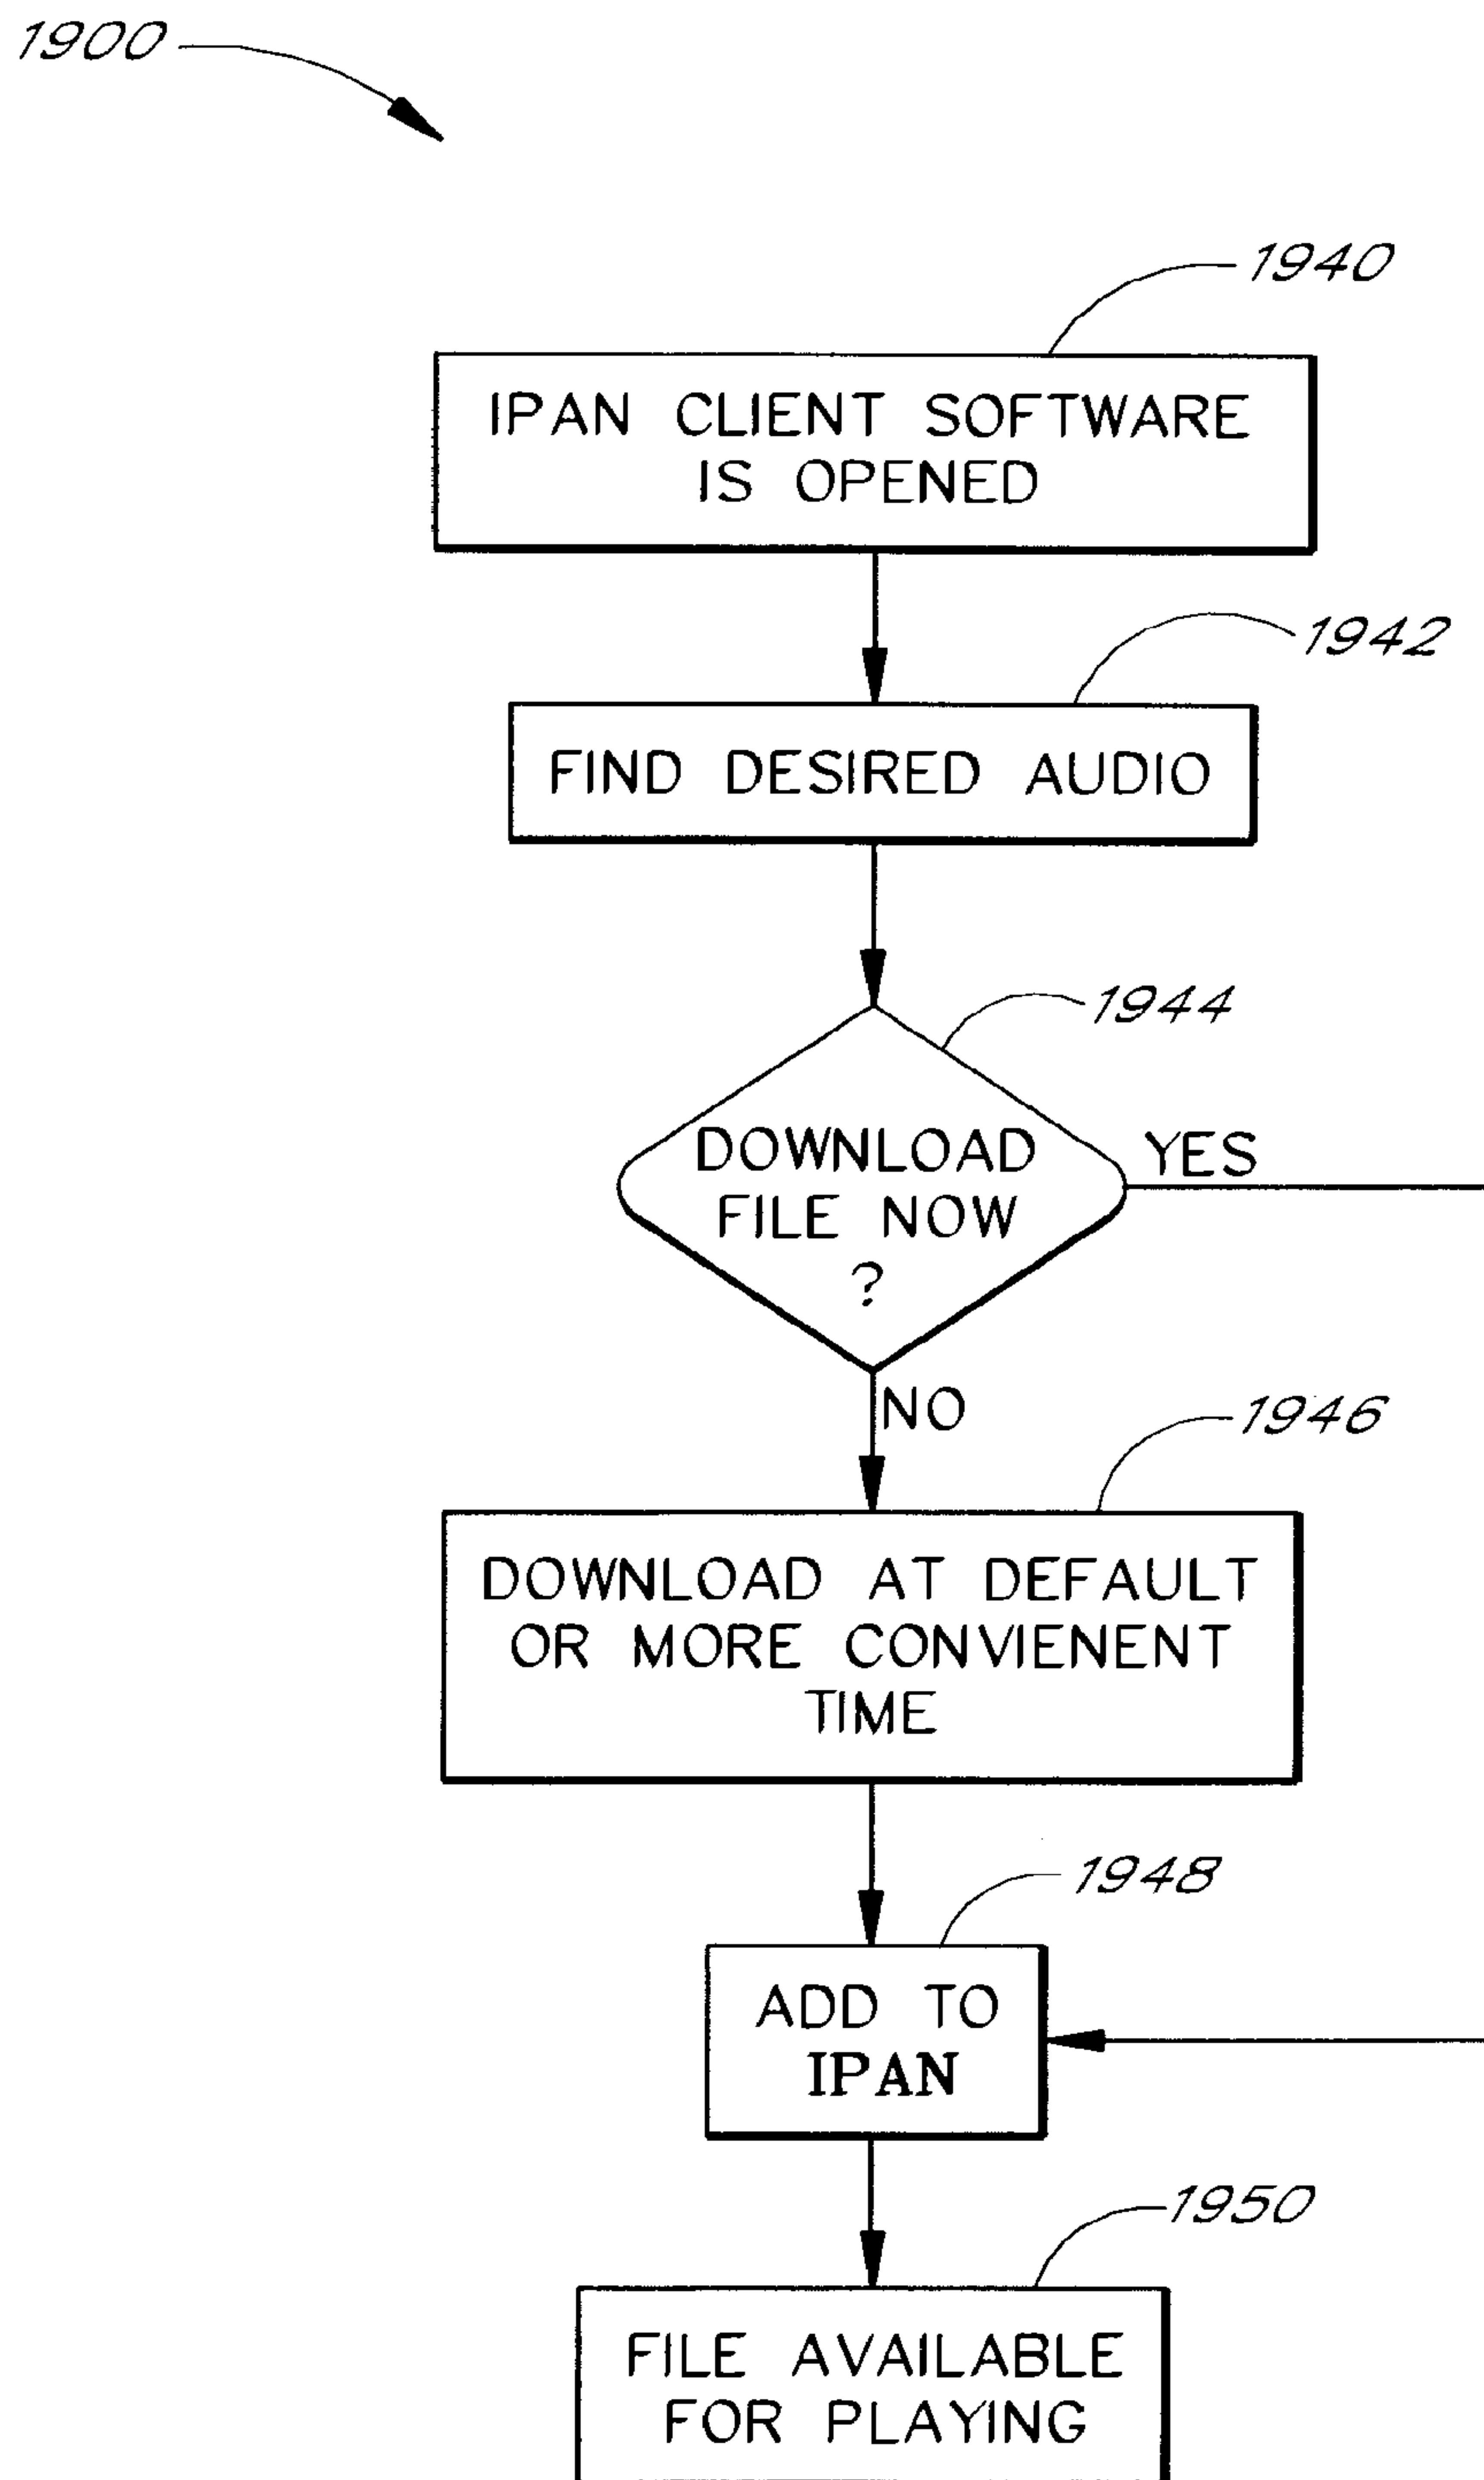 1900
1940
IPAN CLIENT SOFTWARE
IS OPENED
1942
FIND DESIRED AUDIO
1944
DOWNLOAD
FILE NOW
?
YES
NO
1946
DOWNLOAD AT DEFAULT
OR MORE CONVIENENT
TIME
1948
ADD TO
IPAN
1950
FILE AVAILABLE
FOR PLAYING